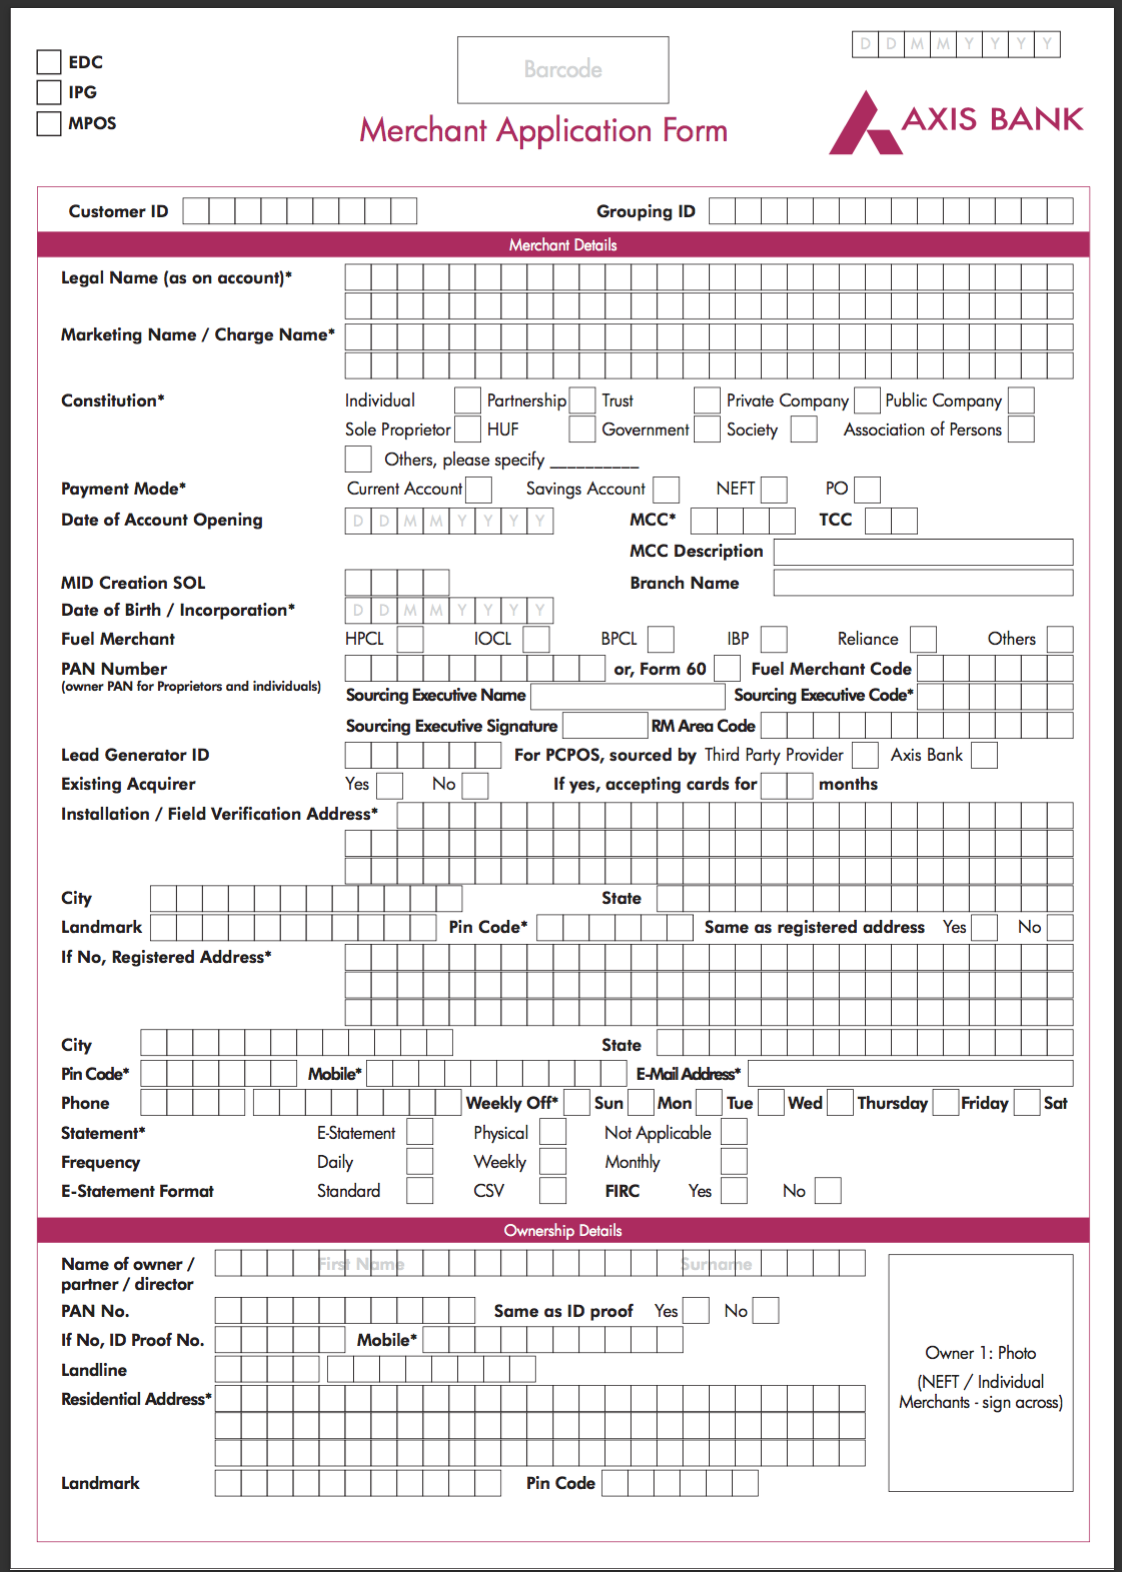 EDC
IPG
MPOS
Barcode
D D M M Y Y Y Y
Merchant Application Form
AXIS BANK
Customer ID Grouping ID
Merchant Details
Legal Name (as on account)*
Marketing Name / Charge Name*
Constitution* Individual Partnership Trust Private Company Public Company
Sole Proprietor HUF Government Society Association of Persons
Others, please specify __________
Payment Mode* Current Account Savings Account NEFT PO
Date of Account Opening D D M M Y Y Y Y MCC* TCC
MCC Description
MID Creation SOL Branch Name
Date of Birth / Incorporation* D D M M Y Y Y Y
Fuel Merchant HPCL IOCL BPCL IBP Reliance Others
PAN Number or, Form 60 Fuel Merchant Code
(owner PAN for Proprietors and individuals) Sourcing Executive Name Sourcing Executive Code*
Sourcing Executive Signature RM Area Code
Lead Generator ID For PCPOS, sourced by Third Party Provider Axis Bank
Existing Acquirer Yes No If yes, accepting cards for months
Installation / Field Verification Address*
City State
Landmark Pin Code* Same as registered address Yes No
If No, Registered Address*
City State
Pin Code* Mobile* E-Mail Address*
Phone Weekly Off* Sun Mon Tue Wed Thursday Friday Sat
Statement* E-Statement Physical Not Applicable
Frequency Daily Weekly Monthly
E-Statement Format Standard CSV FIRC Yes No
Ownership Details
Name of owner / First Name Surname
partner / director
PAN No. Same as ID proof Yes No
If No, ID Proof No. Mobile*
Landline
Residential Address*
Landmark Pin Code
Owner 1: Photo
(NEFT / Individual
Merchants - sign across)